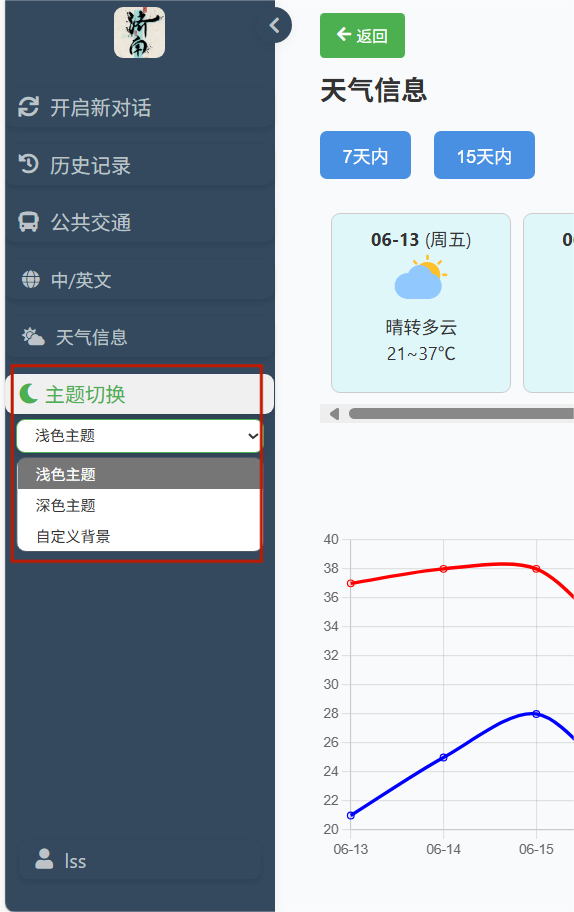 济南
开启新对话
历史记录
公共交通
中/英文
天气信息
主题切换
浅色主题
浅色主题
深色主题
自定义背景
lss
返回
天气信息
7天内
15天内
06-13 (周五)
晴转多云
21~37℃
0
40
38
36
34
32
30
28
26
24
22
20
06-13
06-14
06-15